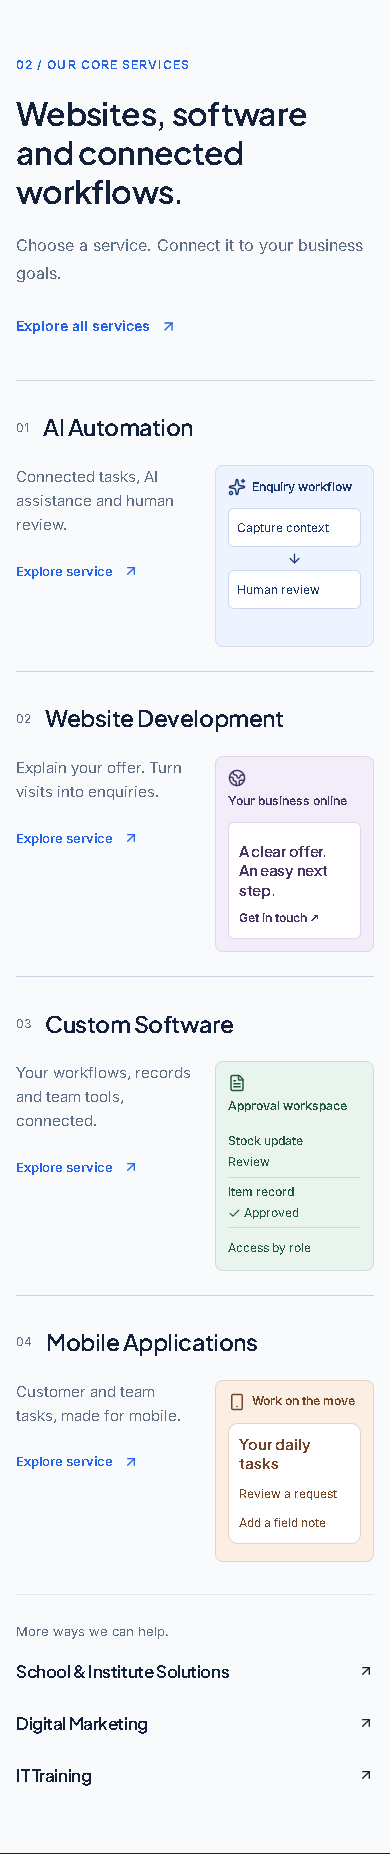 02 / OUR CORE SERVICES
Websites, software
and connected
workflows.
Choose a service. Connect it to your business
goals.
Explore all services
01 AI Automation
Connected tasks, AI
assistance and human
review.
Explore service
Enquiry workflow
Capture context
Human review
02 Website Development
Explain your offer. Turn
visits into enquiries.
Explore service
Your business online
A clear offer.
An easy next
step.
Get in touch ↗
03 Custom Software
Your workflows, records
and team tools,
connected.
Explore service
Approval workspace
Stock update
Review
Item record
✓ Approved
Access by role
04 Mobile Applications
Customer and team
tasks, made for mobile.
Explore service
Work on the move
Your daily
tasks
Review a request
Add a field note
More ways we can help.
School & Institute Solutions
Digital Marketing
IT Training